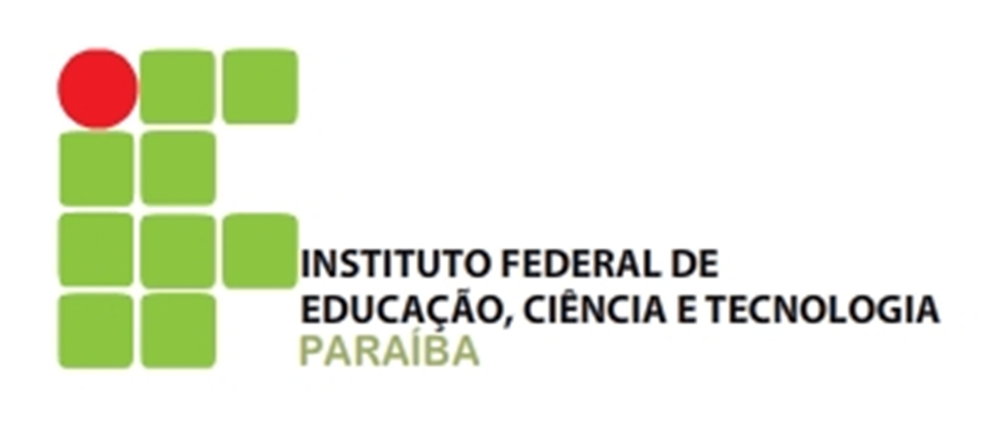 INSTITUTO FEDERAL DE
EDUCAÇÃO, CIÊNCIA E TECNOLOGIA
PARAÍBA